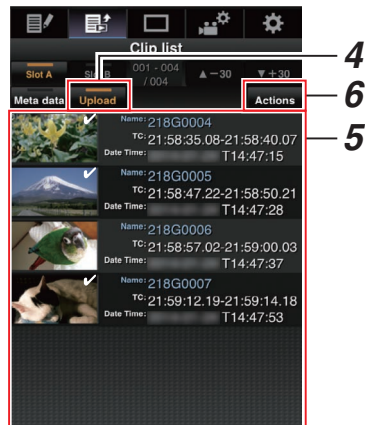 Clip list
Slot A Slot B 001 - 004 / 004 ▲-30 ▼+30
Meta data Upload Actions
4
6
5
Name: 218G0004
TC: 21:58:35.08-21:58:40.07
Date Time: T14:47:15
Name: 218G0005
TC: 21:58:47.22-21:58:50.21
Date Time: T14:47:28
Name: 218G0006
TC: 21:58:57.02-21:59:00.03
Date Time: T14:47:37
Name: 218G0007
TC: 21:59:12.19-21:59:14.18
Date Time: T14:47:53